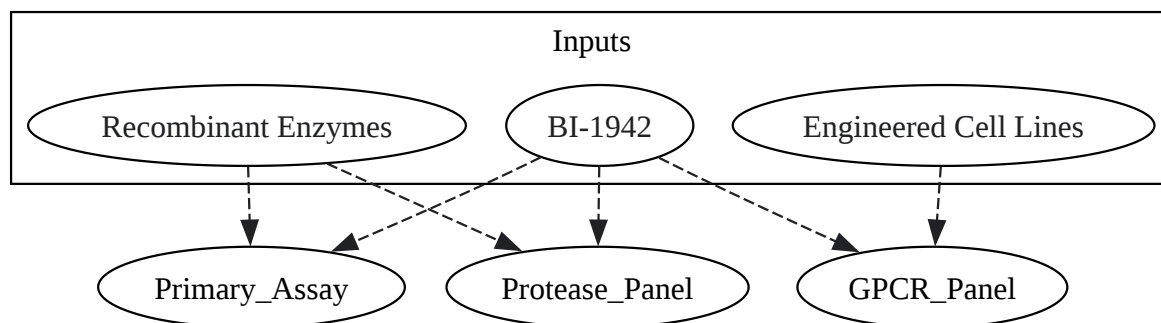 Inputs
Recombinant Enzymes
BI-1942
Engineered Cell Lines
Primary_Assay
Protease_Panel
GPCR_Panel